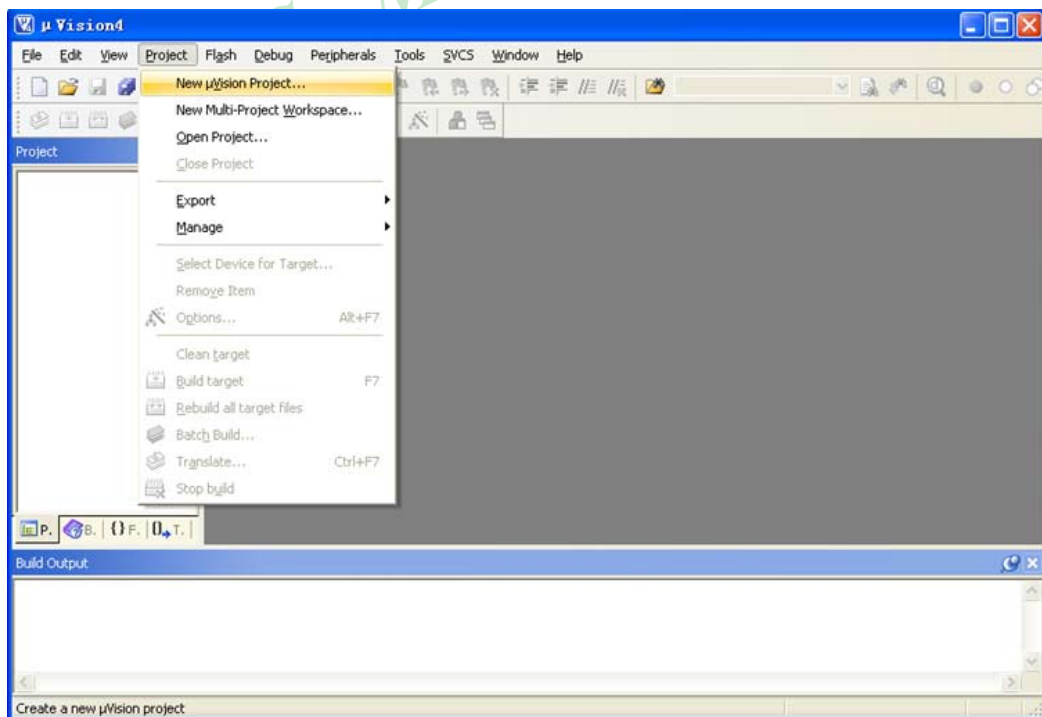 μVision4
File Edit View Project Flash Debug Peripherals Tools SVCS Window Help
New μVision Project...
New Multi-Project Workspace...
Open Project...
Close Project
Export
Manage
Select Device for Target...
Remove Item
Options... Alt+F7
Clean target
Build target F7
Rebuild all target files
Batch Build...
Translate... Ctrl+F7
Stop build
Project
P. B. {} F. 0 T.
Build Output
Create a new μVision project